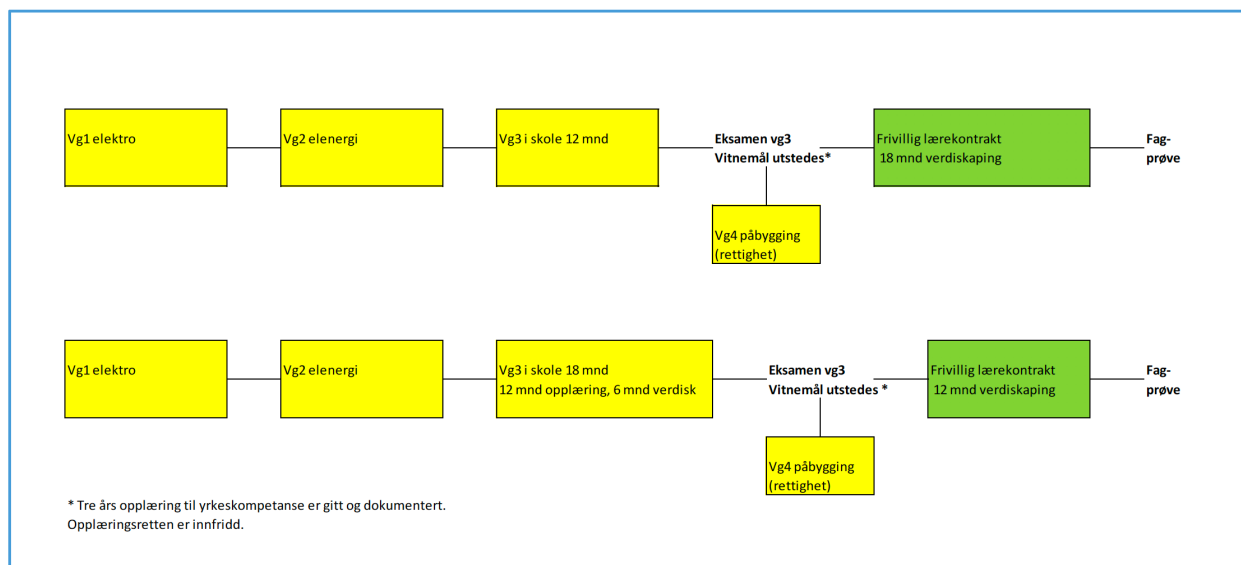 Vg1 elektro
Vg2 elenergi
Vg3 i skole 12 mnd
Eksamen vg3
Vitnemål utstedes*
Frivillig lærekontrakt
18 mnd verdiskaping
Fag-
prøve
Vg4 påbygging
(rettighet)
Vg1 elektro
Vg2 elenergi
Vg3 i skole 18 mnd
12 mnd opplæring, 6 mnd verdisk
Eksamen vg3
Vitnemål utstedes *
Frivillig lærekontrakt
12 mnd verdiskaping
Fag-
prøve
Vg4 påbygging
(rettighet)
* Tre års opplæring til yrkeskompetanse er gitt og dokumentert.
Opplæringsretten er innfridd.